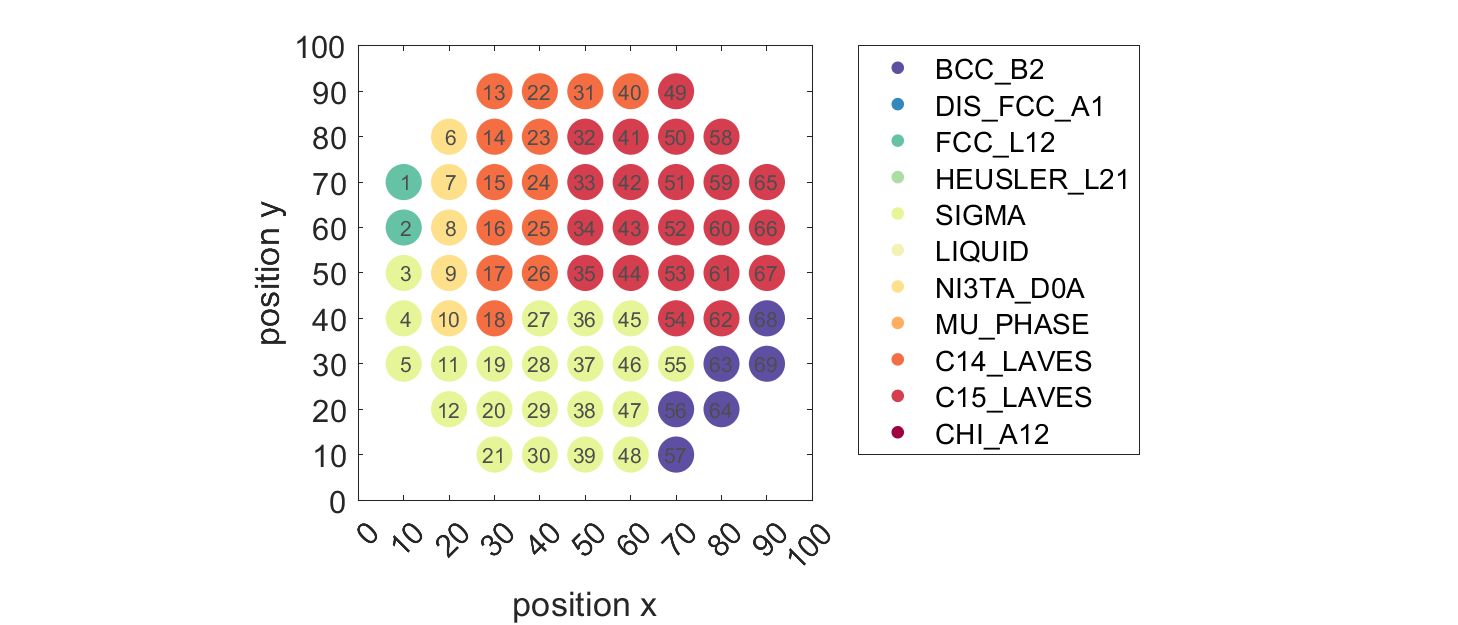 100
90
80
70
60
50
40
30
20
10
0
position y
13 22 31 40 49
6 14 23 32 41 50 58
1 7 15 24 33 42 51 59 65
2 8 16 25 34 43 52 60 66
3 9 17 26 35 44 53 61 67
4 10 18 27 36 45 54 62 68
5 11 19 28 37 46 55 63 69
12 20 29 38 47 56 64
21 30 39 48 57
0 10 20 30 40 50 60 70 80 90 100
position x
BCC_B2
DIS_FCC_A1
FCC_L12
HEUSLER_L21
SIGMA
LIQUID
NI3TA_D0A
MU_PHASE
C14_LAVES
C15_LAVES
CHI_A12